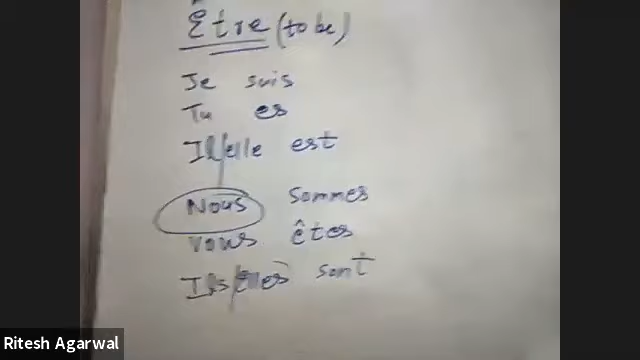 Être (to be)
Je suis
Tu es
Il/elle est
Nous sommes
vous êtes
Ils/Elles sont
Ritesh Agarwal